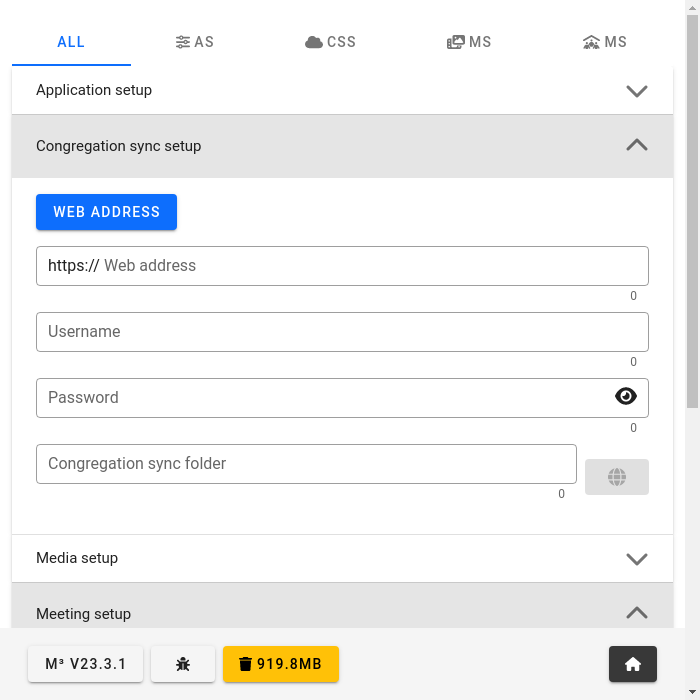 ALL AS CSS MS MS
Application setup
Congregation sync setup
WEB ADDRESS
https:// Web address
0
Username
0
Password
0
Congregation sync folder
0
Media setup
Meeting setup
M³ V23.3.1 919.8MB